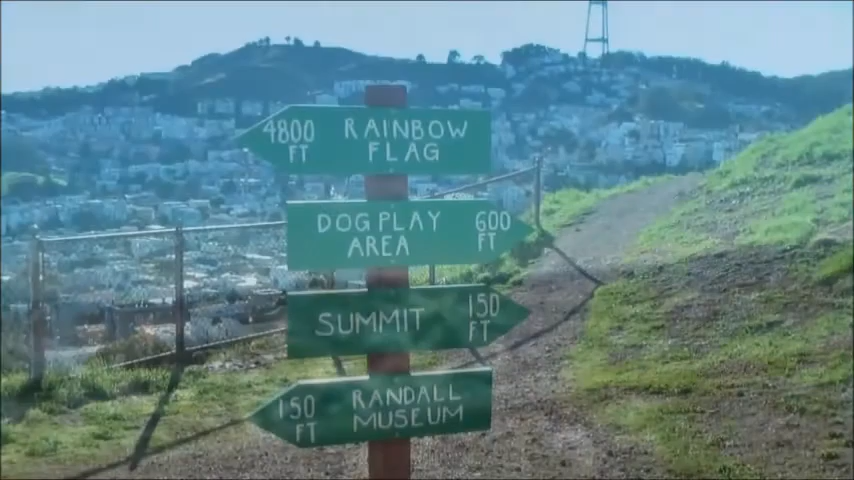 4800 FT RAINBOW FLAG
DOG PLAY AREA 600 FT
SUMMIT 150 FT
150 FT RANDALL MUSEUM